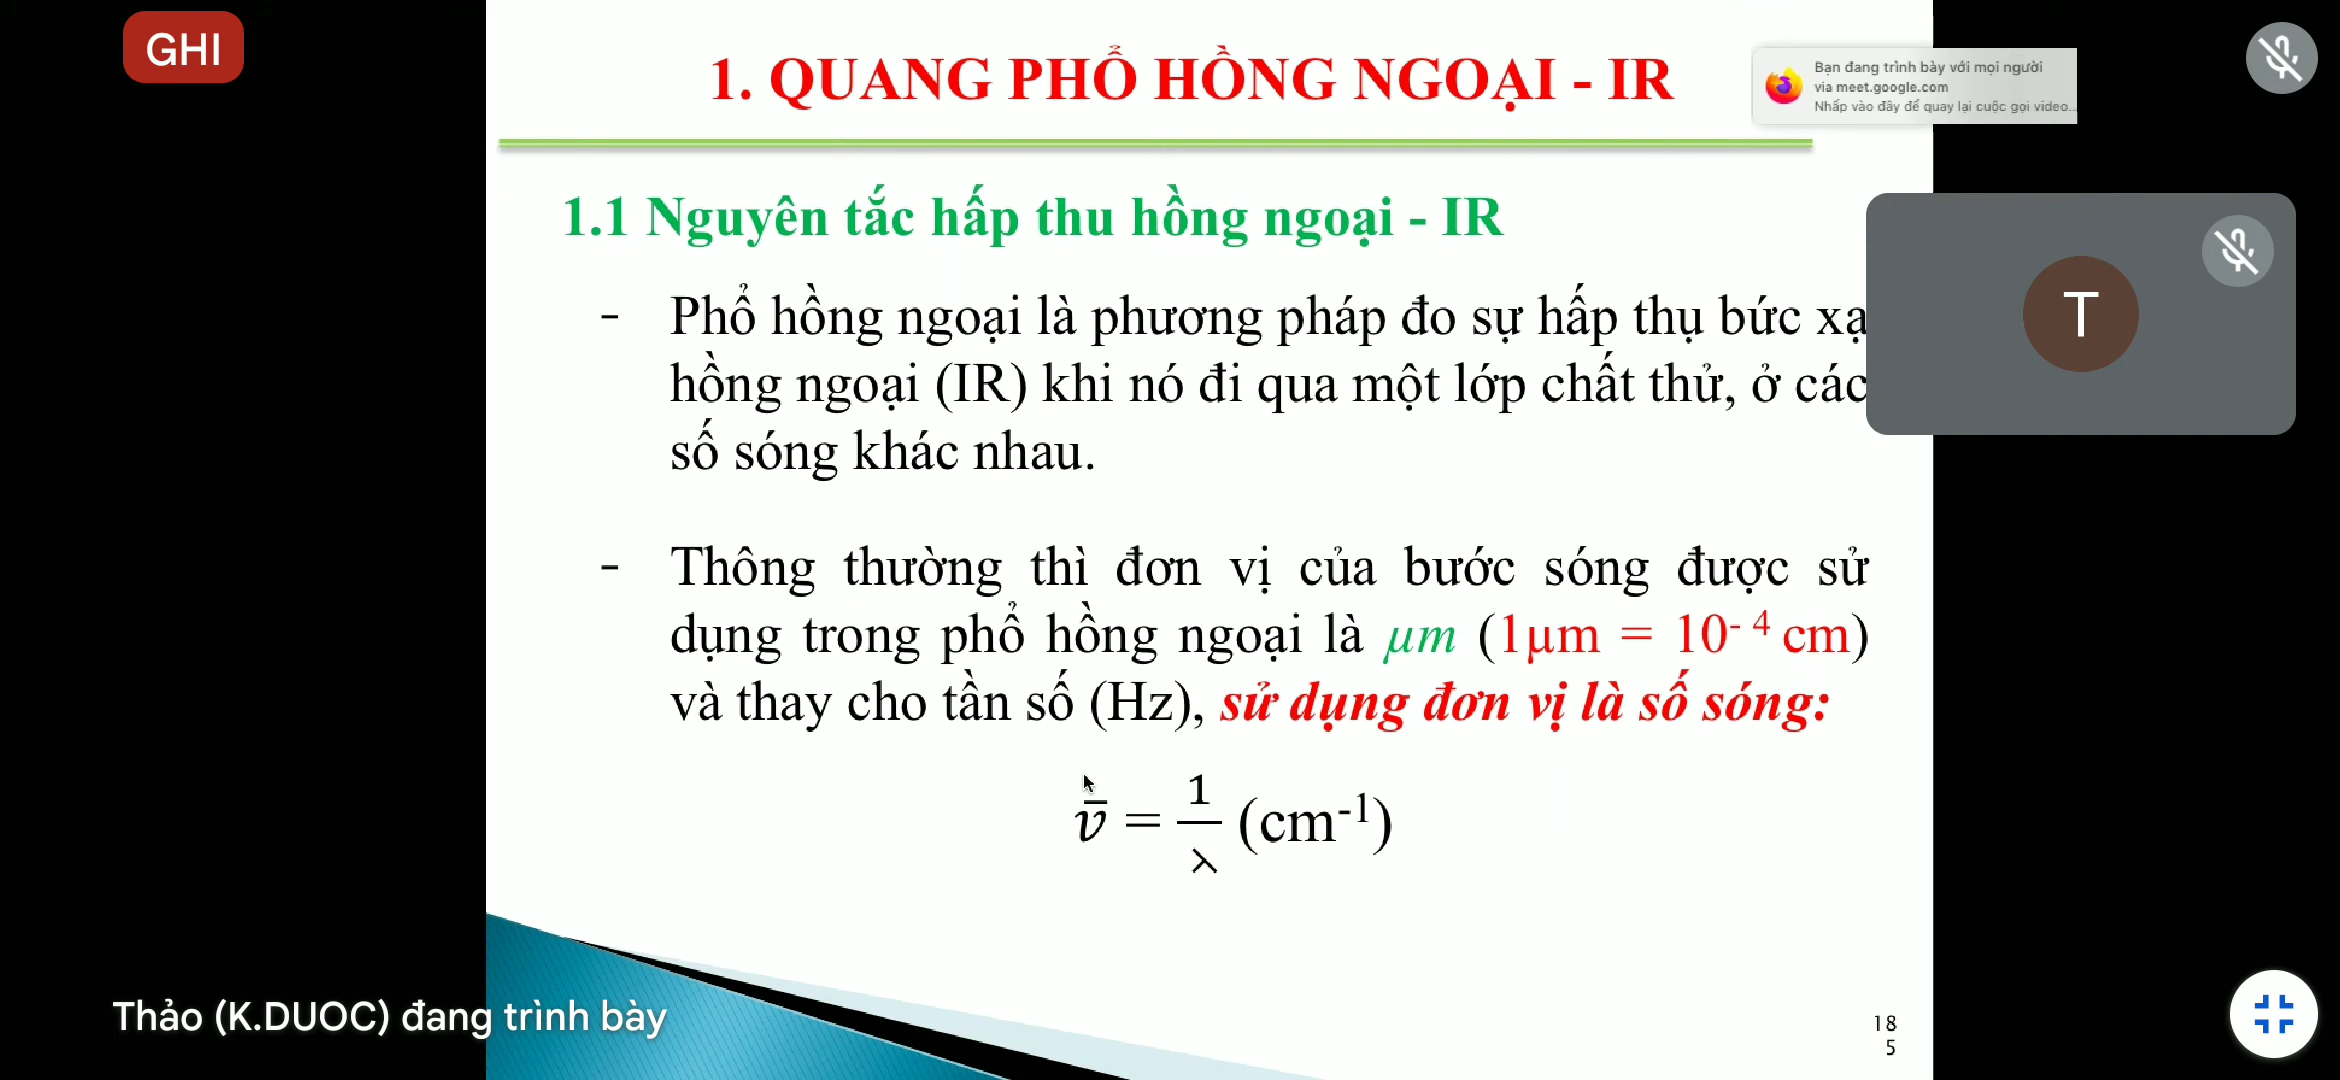 GHI
1. QUANG PHỔ HỒNG NGOẠI - IR
Bạn đang trình bày với mọi người
via meet.google.com
Nhấp vào đây để quay lại cuộc gọi video...
1.1 Nguyên tắc hấp thu hồng ngoại - IR
T
- Phổ hồng ngoại là phương pháp đo sự hấp thụ bức xạ
hồng ngoại (IR) khi nó đi qua một lớp chất thử, ở các
số sóng khác nhau.
- Thông thường thì đơn vị của bước sóng được sử
dụng trong phổ hồng ngoại là µm (1µm = 10⁻⁴ cm)
và thay cho tần số (Hz), sử dụng đơn vị là số sóng:
ῡ = 1/λ (cm⁻¹)
Thảo (K.DUOC) đang trình bày
18
5